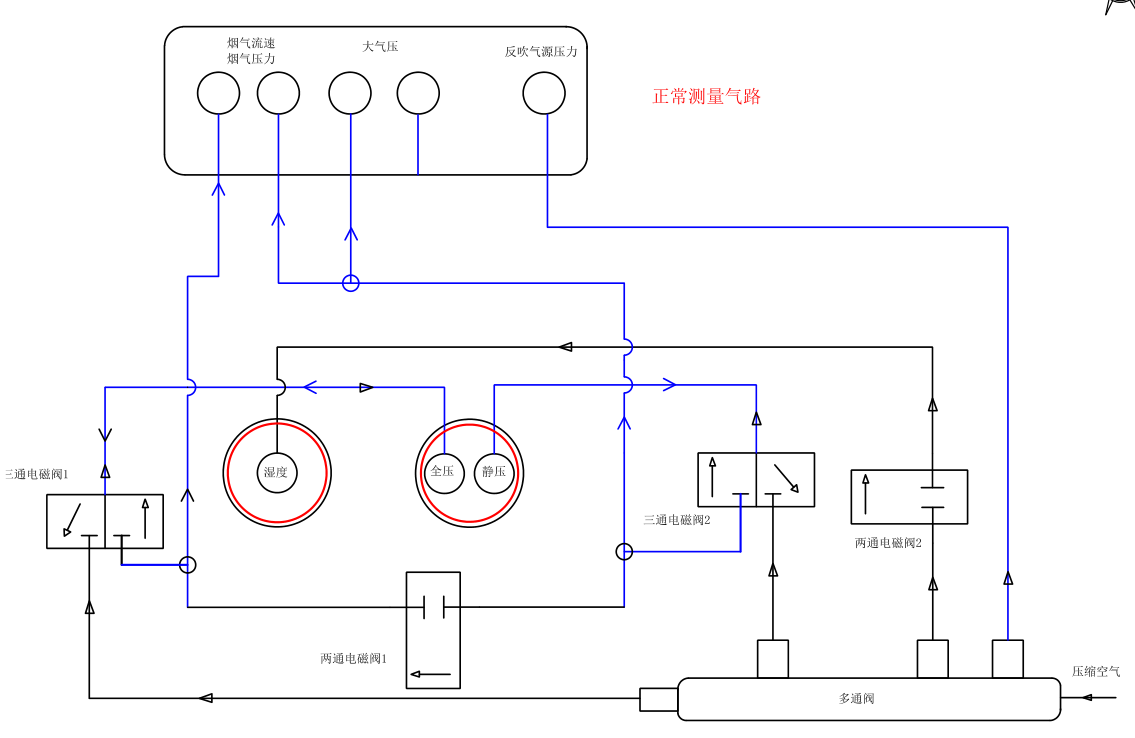 烟气流速
烟气压力
大气压
反吹气源压力
正常测量气路
三通电磁阀1
湿度
全压
静压
三通电磁阀2
两通电磁阀2
两通电磁阀1
压缩空气
多通阀